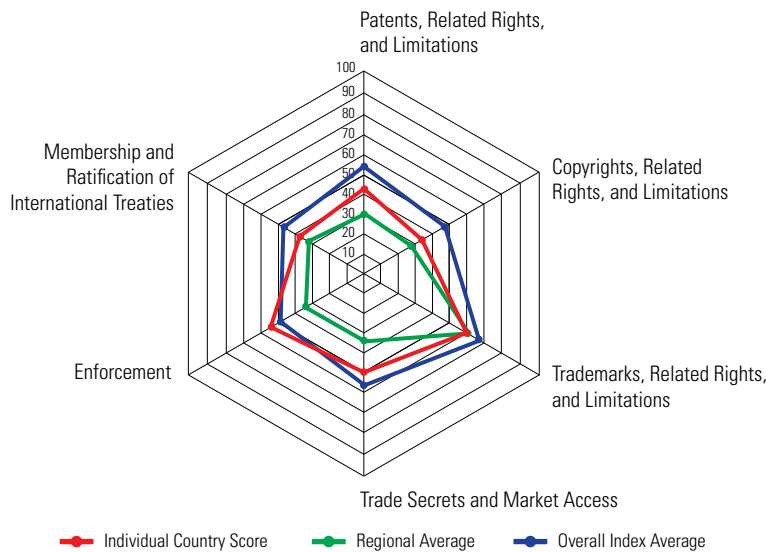 Patents, Related Rights,
and Limitations
100
90
80
70
60
50
40
30
20
10
Membership and
Ratification of
International Treaties
Copyrights, Related
Rights, and Limitations
Enforcement
Trademarks, Related Rights,
and Limitations
Trade Secrets and Market Access
Individual Country Score
Regional Average
Overall Index Average